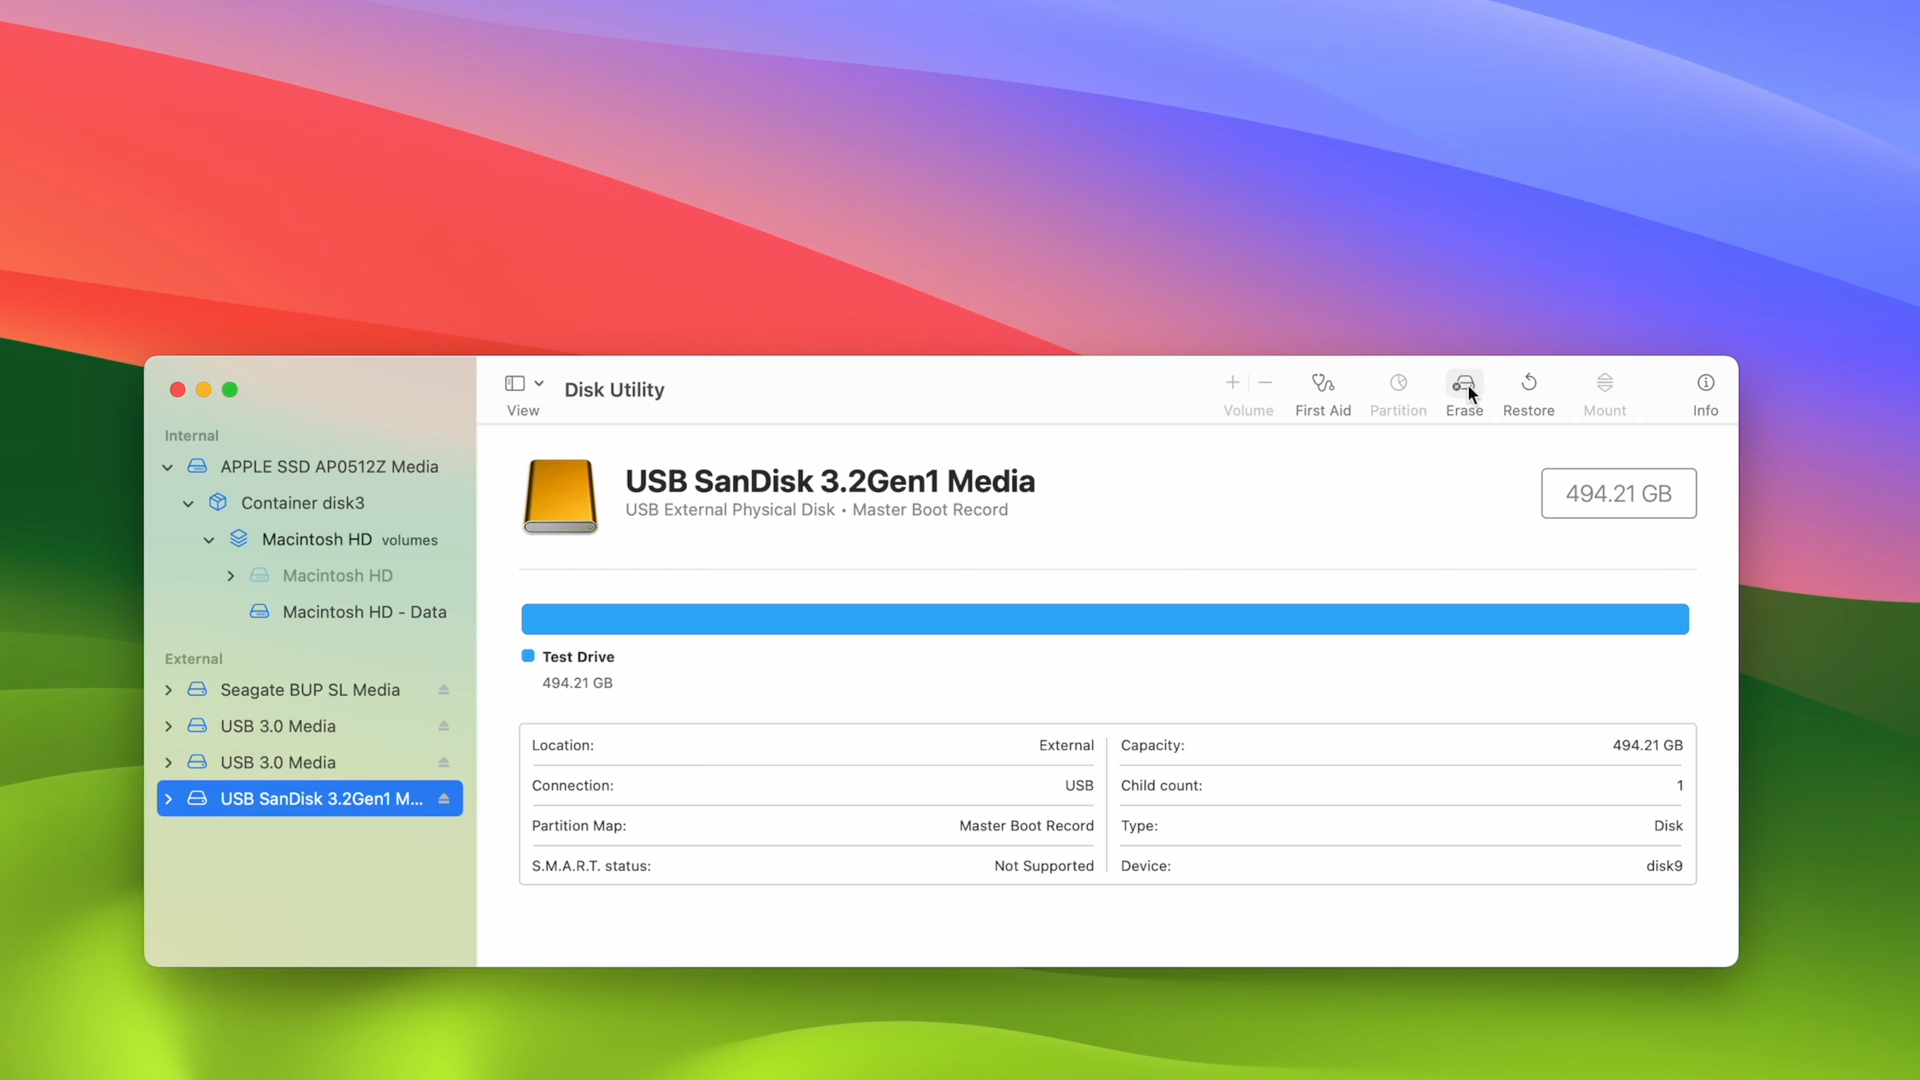 View
Disk Utility
Volume
First Aid
Partition
Erase
Restore
Mount
Info
Internal
APPLE SSD AP0512Z Media
Container disk3
Macintosh HD volumes
Macintosh HD
Macintosh HD - Data
External
Seagate BUP SL Media
USB 3.0 Media
USB 3.0 Media
USB SanDisk 3.2Gen1 M...
USB SanDisk 3.2Gen1 Media
USB External Physical Disk • Master Boot Record
494.21 GB
Test Drive
494.21 GB
Location: External
Connection: USB
Partition Map: Master Boot Record
S.M.A.R.T. status: Not Supported
Capacity: 494.21 GB
Child count: 1
Type: Disk
Device: disk9